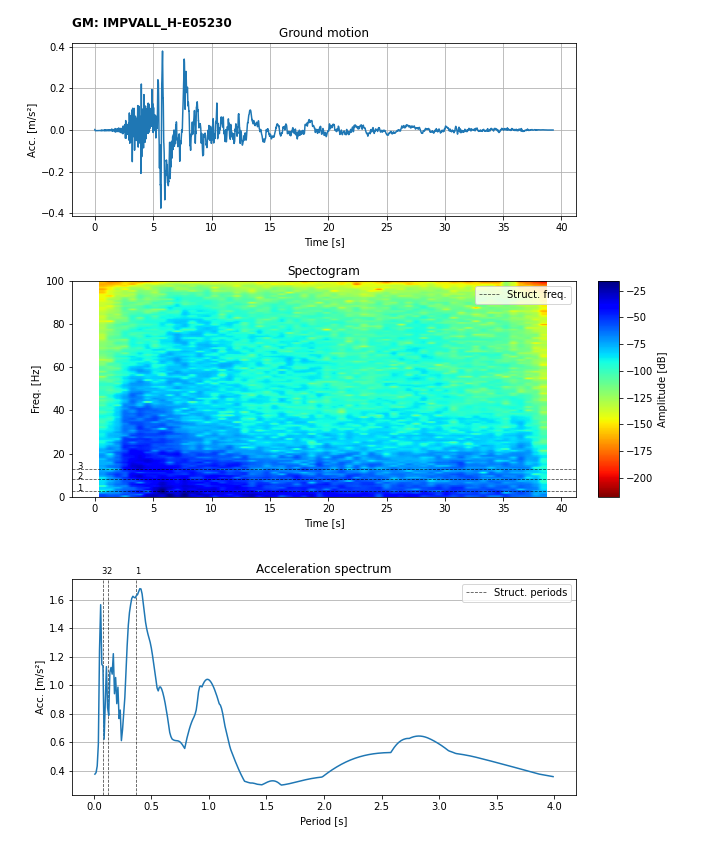 GM: IMPVALL_H-E05230
Ground motion
0.4
0.2
0.0
−0.2
−0.4
Acc. [m/s²]
0 5 10 15 20 25 30 35 40
Time [s]
Spectogram
100
80
60
40
20
0
Freq. [Hz]
Struct. freq.
3
2
1
0 5 10 15 20 25 30 35 40
Time [s]
−25
−50
−75
−100
−125
−150
−175
−200
Amplitude [dB]
Acceleration spectrum
32 1
Struct. periods
1.6
1.4
1.2
1.0
0.8
0.6
0.4
Acc. [m/s²]
0.0 0.5 1.0 1.5 2.0 2.5 3.0 3.5 4.0
Period [s]